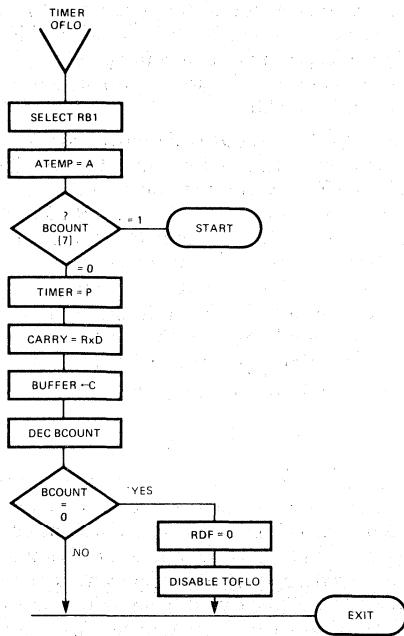 TIMER
OFLO
SELECT RB1
ATEMP = A
?
BCOUNT
[7]
= 1
START
= 0
TIMER = P
CARRY = RxD
BUFFER ←C
DEC BCOUNT
BCOUNT
=
0
YES
NO
RDF = 0
DISABLE TOFLO
EXIT